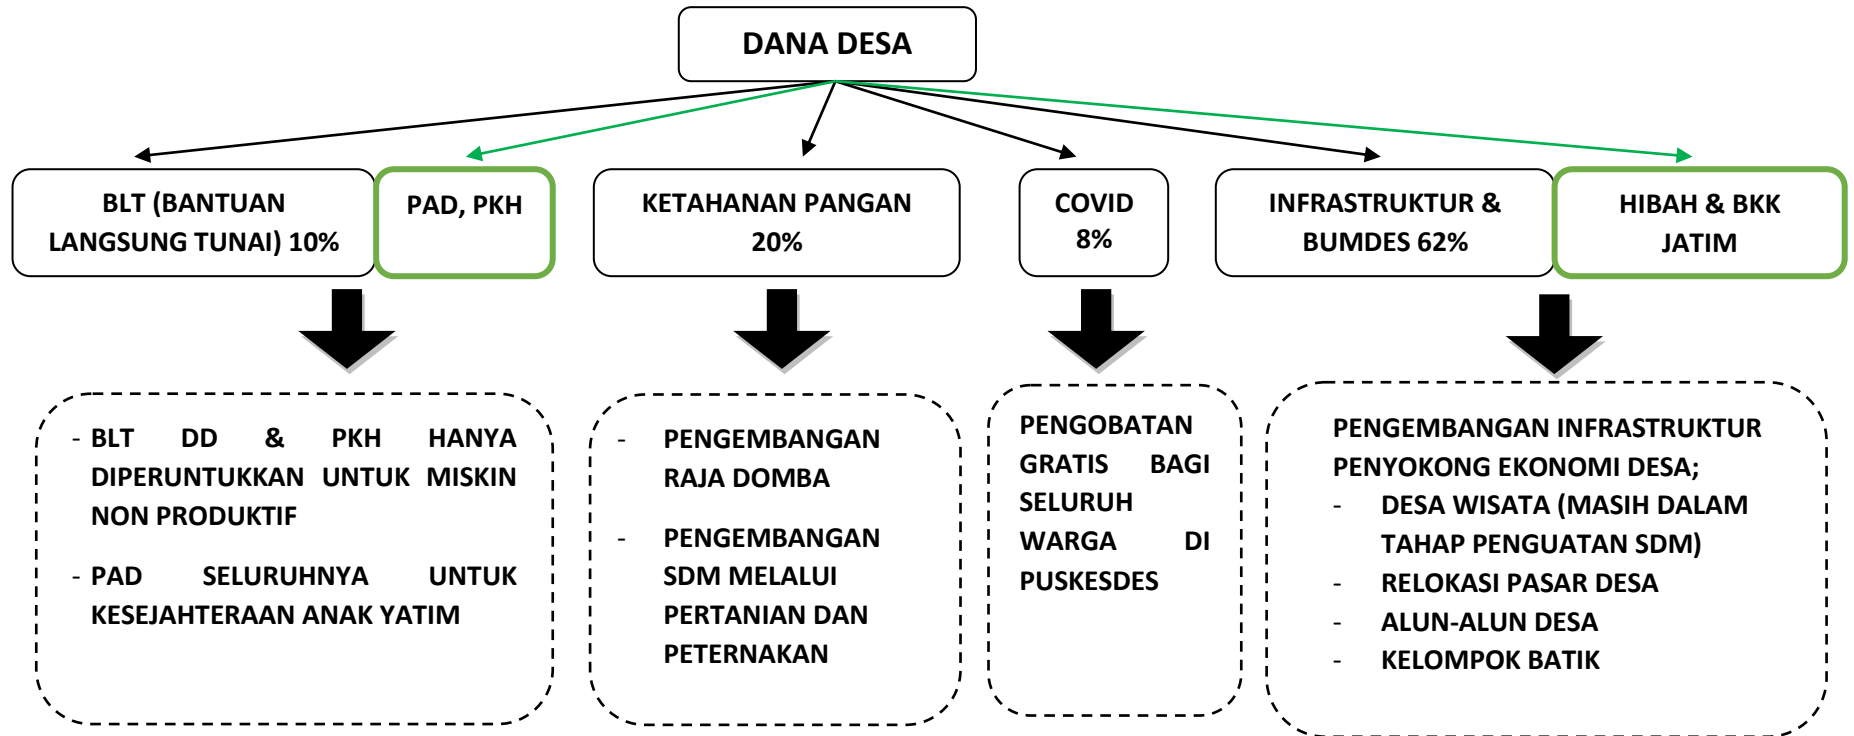 DANA DESA
BLT (BANTUAN
LANGSUNG TUNAI) 10%
PAD, PKH
KETAHANAN PANGAN
20%
COVID
8%
INFRASTRUKTUR &
BUMDES 62%
HIBAH & BKK
JATIM
- BLT DD & PKH HANYA
DIPERUNTUKKAN UNTUK MISKIN
NON PRODUKTIF
- PAD SELURUHNYA UNTUK
KESEJAHTERAAN ANAK YATIM
- PENGEMBANGAN
RAJA DOMBA
- PENGEMBANGAN
SDM MELALUI
PERTANIAN DAN
PETERNAKAN
PENGOBATAN
GRATIS BAGI
SELURUH
WARGA DI
PUSKESDES
PENGEMBANGAN INFRASTRUKTUR
PENYOKONG EKONOMI DESA;
- DESA WISATA (MASIH DALAM
TAHAP PENGUATAN SDM)
- RELOKASI PASAR DESA
- ALUN-ALUN DESA
- KELOMPOK BATIK